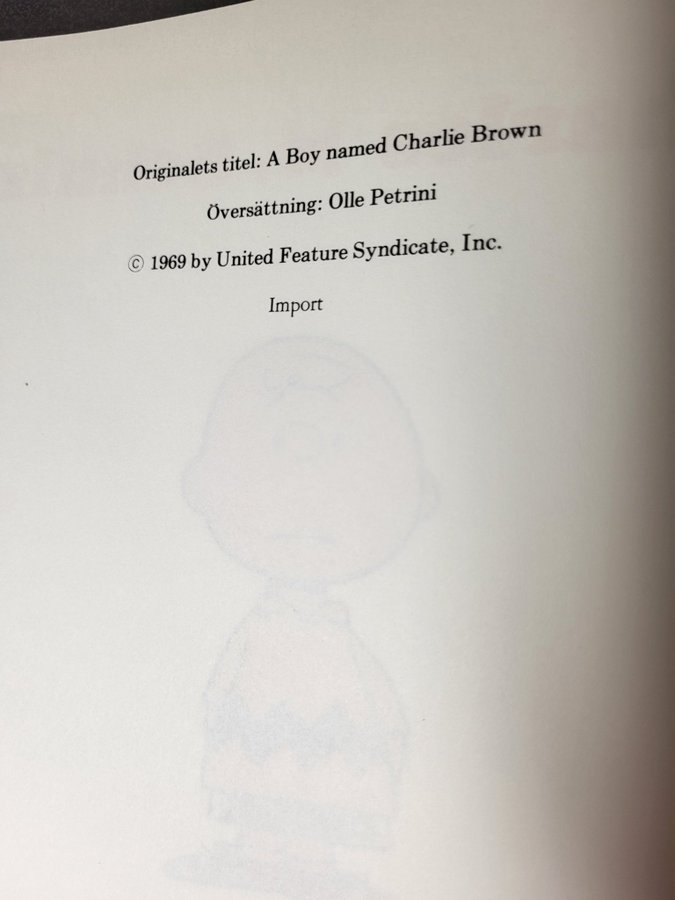 Originalets titel: A Boy named Charlie Brown
Översättning: Olle Petrini
© 1969 by United Feature Syndicate, Inc.
Import